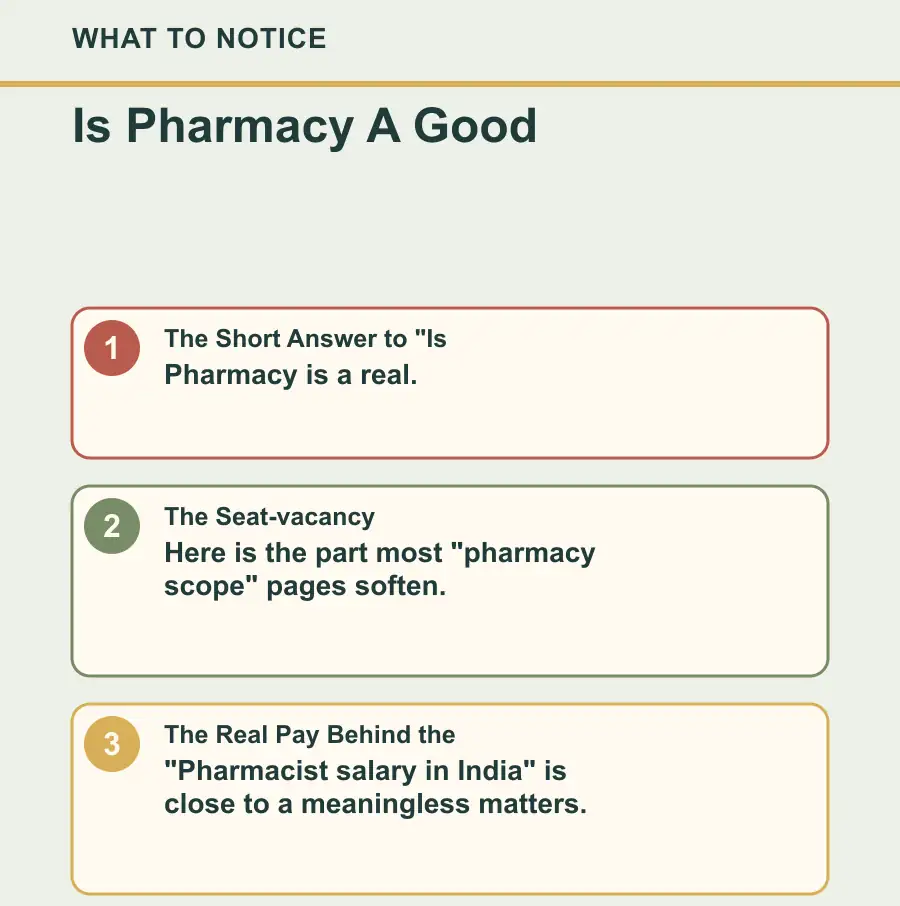 WHAT TO NOTICE
Is Pharmacy A Good
1
The Short Answer to "Is
Pharmacy is a real.
2
The Seat-vacancy
Here is the part most "pharmacy
scope" pages soften.
3
The Real Pay Behind the
"Pharmacist salary in India" is
close to a meaningless matters.